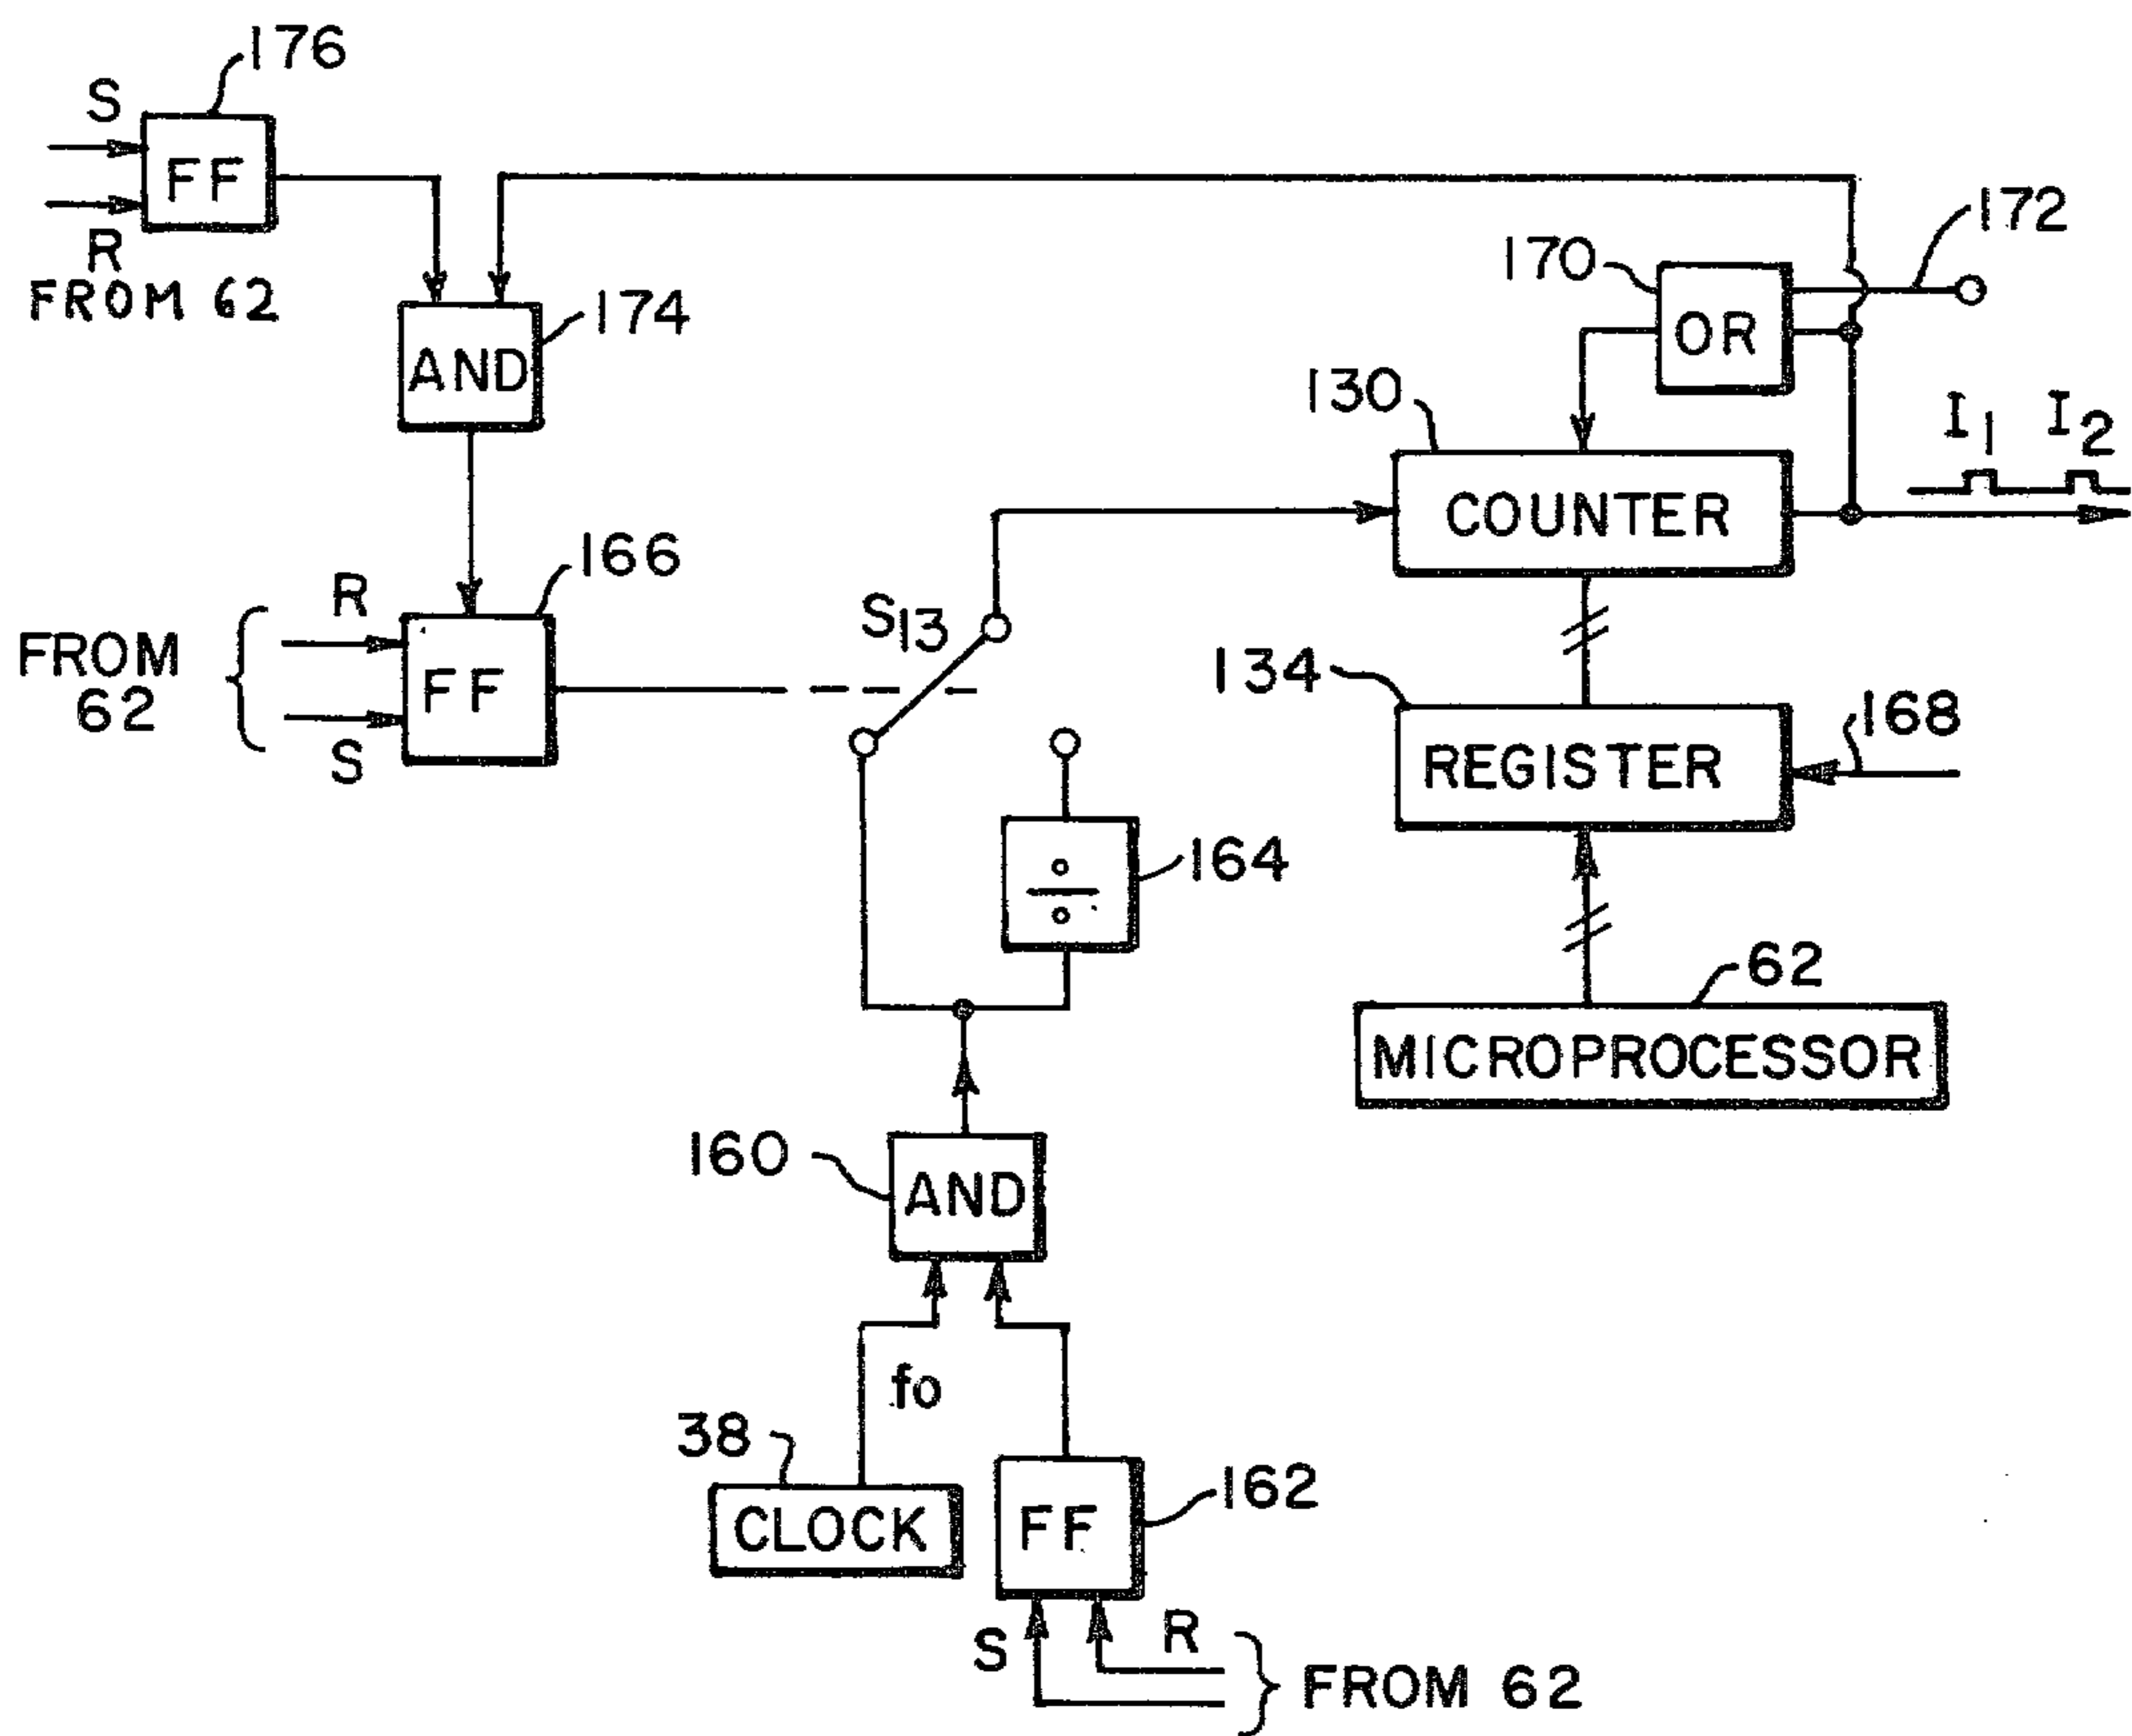 176
S
FF
R
FROM 62
172
170
OR
174
AND
130
I1 I2
COUNTER
166
R
FROM
62
FF
S
S13
134
168
REGISTER
÷
164
62
MICROPROCESSOR
160
AND
fo
38
CLOCK
162
FF
S
R
FROM 62